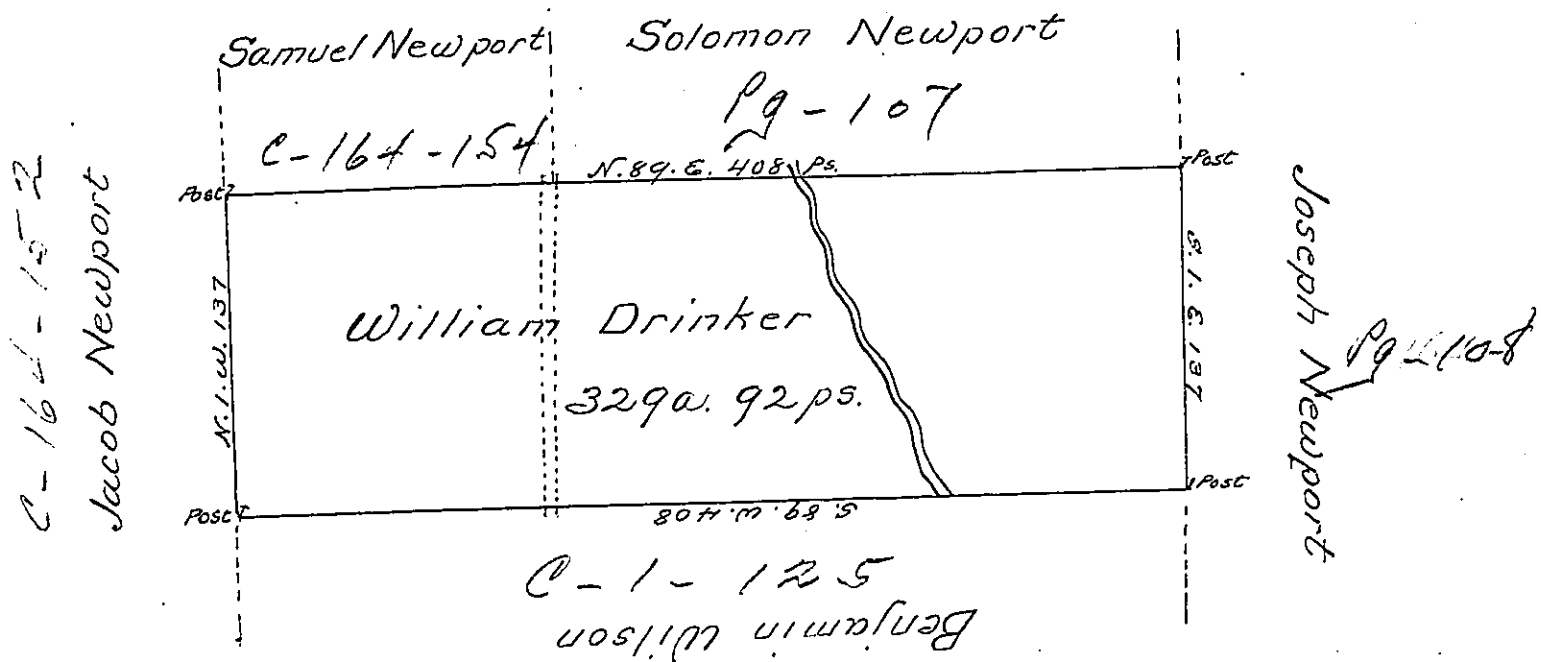 Samuel Newport Solomon Newport
Pg - 107
C-164-154
N. 89. E. 408 Ps.
Post
Post
C-164-152
Jacob Newport
N. 1. W. 137
William Drinker
329a. 92ps.
S. 1. E. 137
Joseph Newport
Pg
Post
Post
S. 89. W. 408
C-1-125
Benjamin Wilson